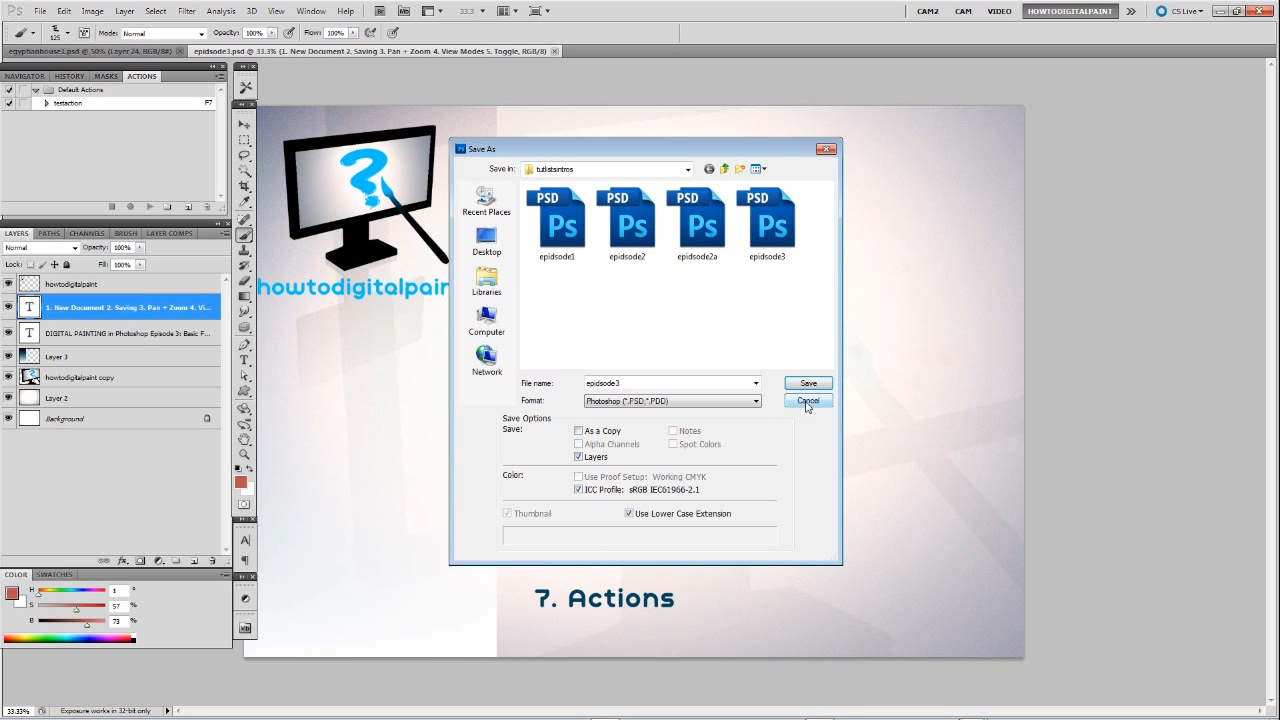 Ps File Edit Image Layer Select Filter Analysis 3D View Window Help Br Mb 33.3 CAM2 CAM VIDEO HOWTODIGITALPAINT CS Live
125 Mode: Normal Opacity: 100% Flow: 100%
egyptianhouse1.psd @ 50% (Layer 24, RGB/8#) epidsode3.psd @ 33.3% (1. New Document 2. Saving 3. Pan + Zoom 4. View Modes 5. Toggle, RGB/8)
NAVIGATOR HISTORY MASKS ACTIONS
Default Actions
testaction F7
LAYERS PATHS CHANNELS BRUSH LAYER COMPS
Normal Opacity: 100%
Lock: Fill: 100%
howtodigitalpaint
T 1. New Document 2. Saving 3. Pan + Zoom 4. Vi...
T DIGITAL PAINTING in Photoshop Episode 3: Basic F...
Layer 3
howtodigitalpaint copy
Layer 2
Background
COLOR SWATCHES
H 1 °
S 57 %
B 73 %
33.33% Exposure works in 32-bit only
?
howtodigitalpain
Save As
Save in: tutlistsintros
Recent Places
Desktop
Libraries
Computer
Network
PSD Ps PSD Ps PSD Ps PSD Ps
epidsode1 epidsode2 epidsode2a epidsode3
File name: epidsode3 Save
Format: Photoshop (*.PSD;*.PDD) Cancel
Save Options
Save: As a Copy Notes
Alpha Channels Spot Colors
Layers
Color: Use Proof Setup: Working CMYK
ICC Profile: sRGB IEC61966-2.1
Thumbnail Use Lower Case Extension
7. Actions